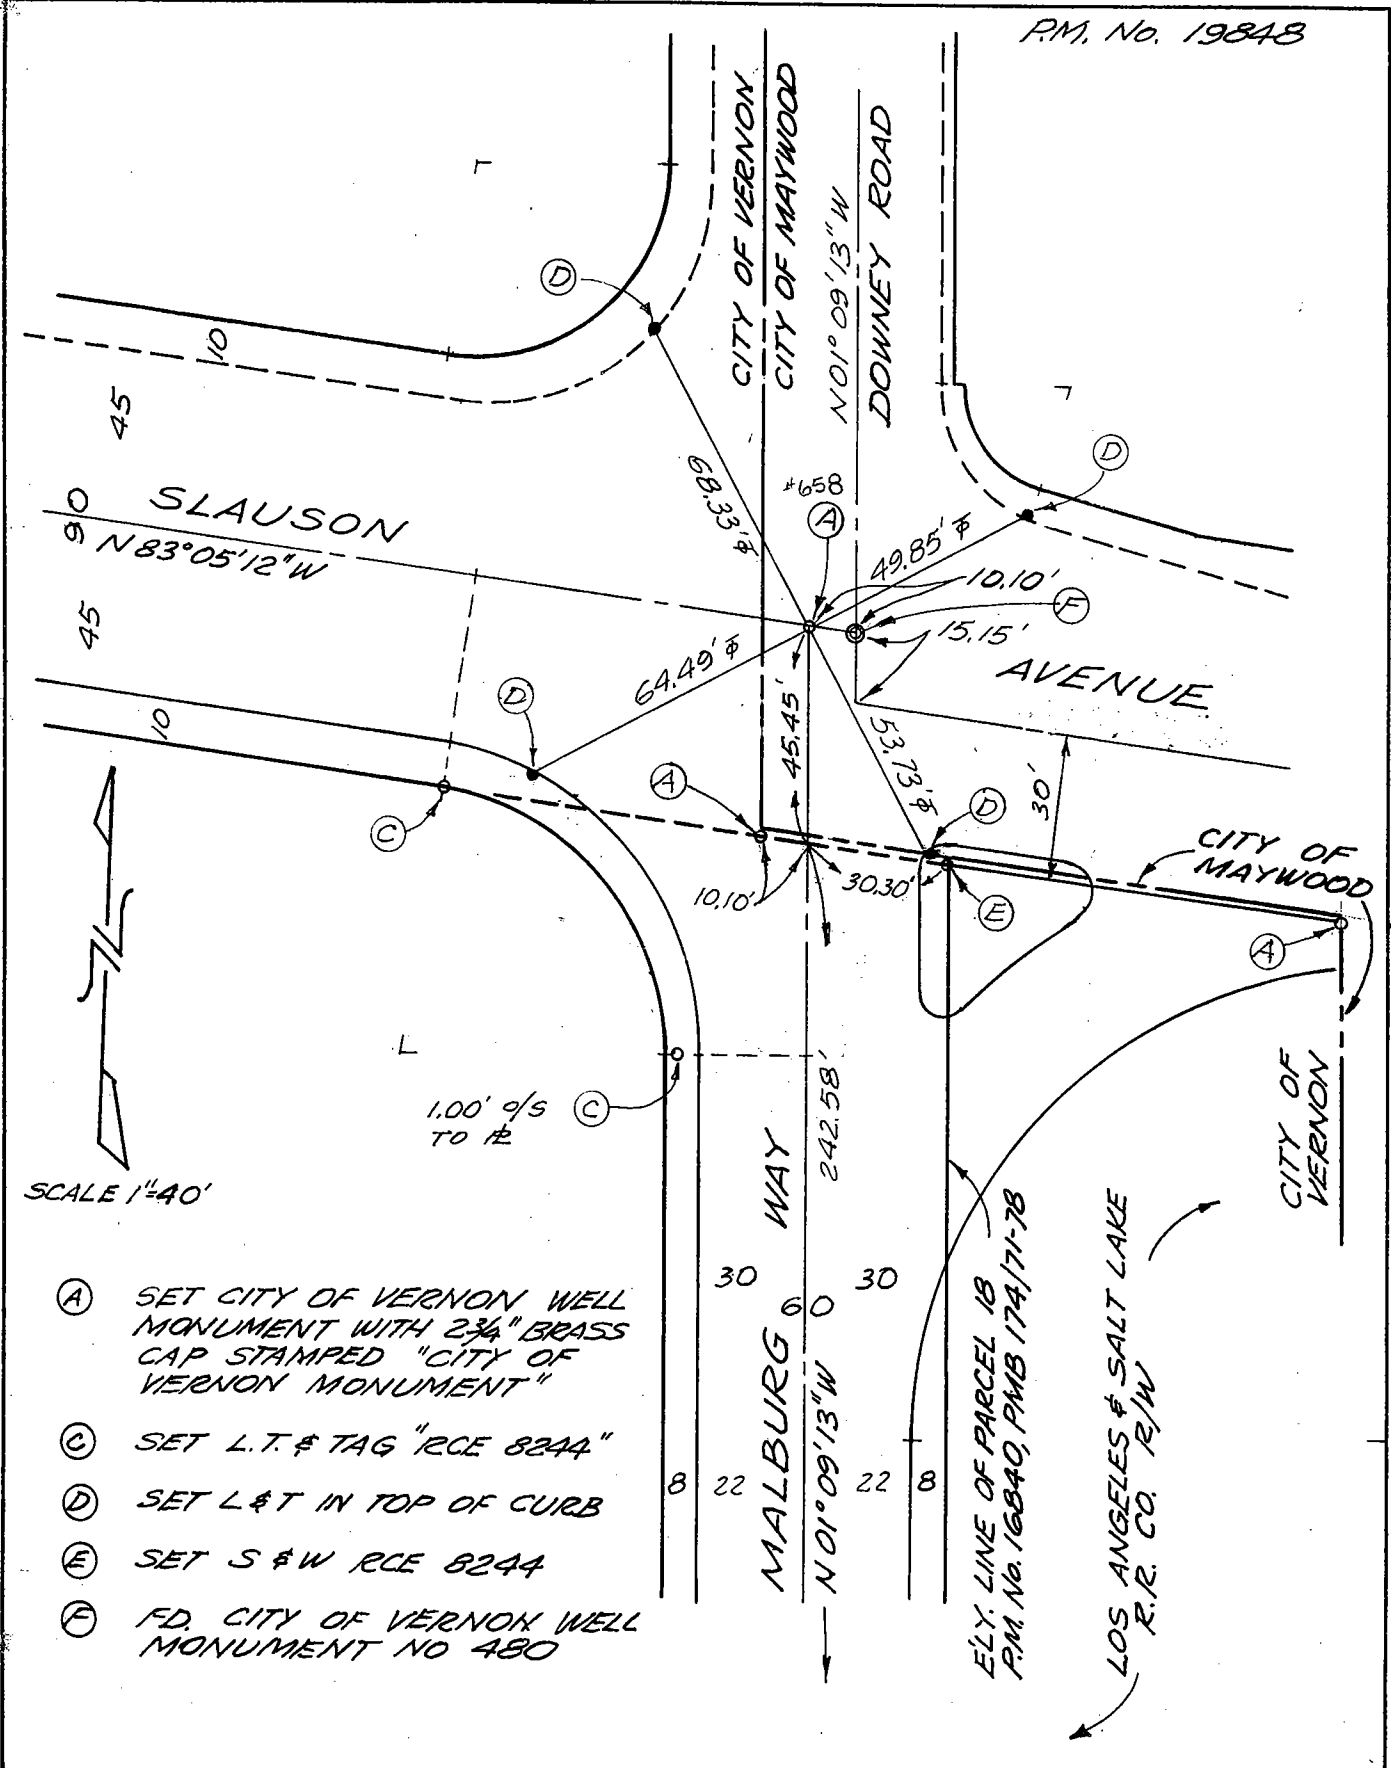 P.M. No. 19848
CITY OF VERNON
CITY OF MAYWOOD
N 01° 09' 13" W
DOWNEY ROAD
D
10
45
D
68.33'
#658
A
90
SLAUSON
N 83° 05' 12" W
49.85'
10.10'
F
15.15'
45
64.49'
AVENUE
D
10
45.45'
53.73'
30'
A
D
C
CITY OF
MAYWOOD
10.10'
30.30'
E
A
1.00' O/S
TO PL
C
242.58'
CITY OF
VERNON
SCALE 1"=40'
MALBURG WAY
N 01° 09' 13" W
30
30
60
8
22
22
8
E'LY. LINE OF PARCEL 18
P.M. No. 16840, PMB 174/71-78
LOS ANGELES & SALT LAKE
R.R. CO. R/W
A SET CITY OF VERNON WELL
MONUMENT WITH 2¾" BRASS
CAP STAMPED "CITY OF
VERNON MONUMENT"
C SET L.T. & TAG "RCE 8244"
D SET L & T IN TOP OF CURB
E SET S & W RCE 8244
F FD. CITY OF VERNON WELL
MONUMENT NO 480